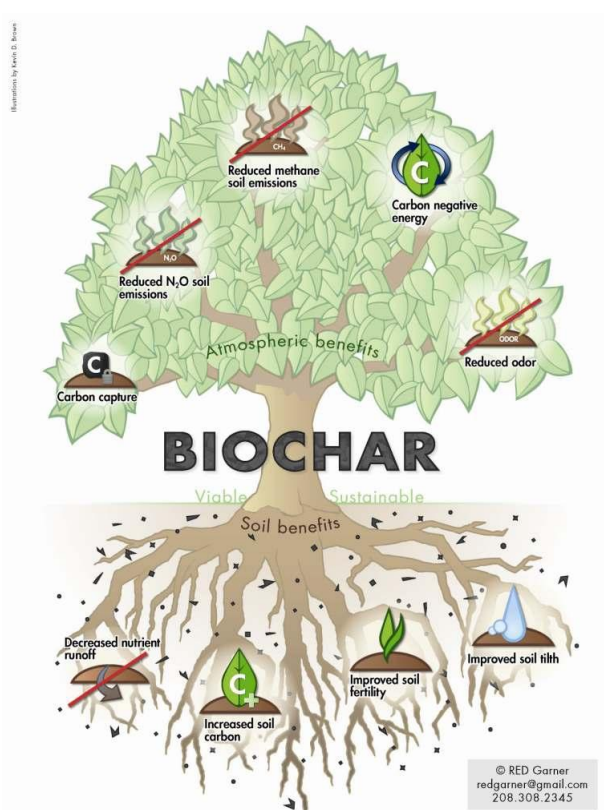 Illustrations by Kevin D. Brown
CH₄
Reduced methane
soil emissions
C
Carbon negative
energy
N₂O
Reduced N₂O soil
emissions
ODOR
Reduced odor
Atmospheric benefits
C
Carbon capture
BIOCHAR
Viable Sustainable
Soil benefits
Decreased nutrient
runoff
C+
Increased soil
carbon
Improved soil
fertility
Improved soil tilth
© RED Garner
redgarner@gmail.com
208.308.2345